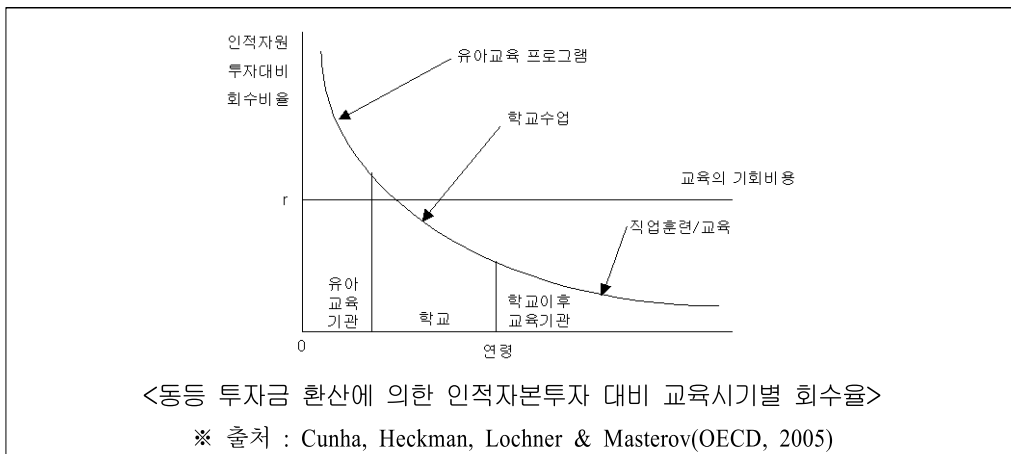 인적자원
투자대비
회수비율
유아교육 프로그램
학교수업
교육의 기회비용
r
직업훈련/교육
유아
교육
기관
학교
학교이후
교육기관
0
연령
<동등 투자금 환산에 의한 인적자본투자 대비 교육시기별 회수율>
※ 출처 : Cunha, Heckman, Lochner & Masterov(OECD, 2005)